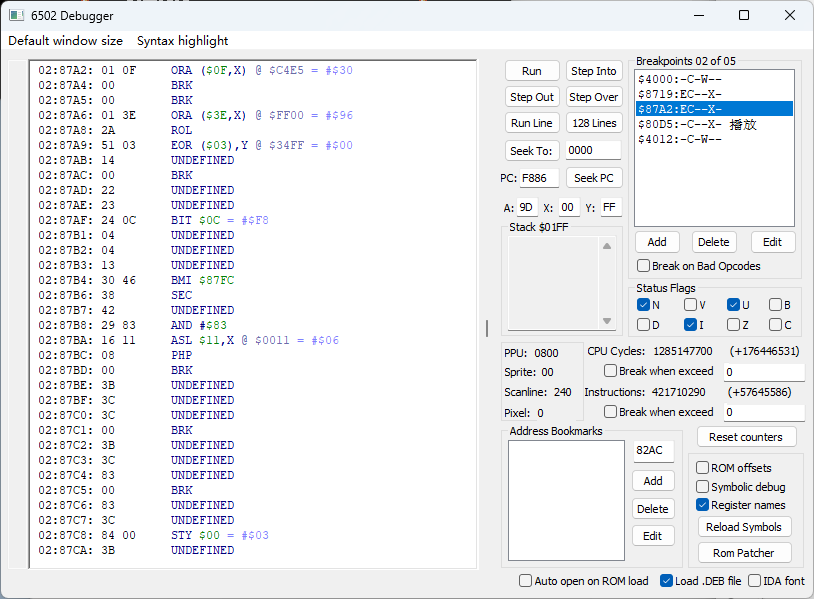 6502 Debugger
Default window size Syntax highlight
02:87A2: 01 0F ORA ($0F,X) @ $C4E5 = #$30
02:87A4: 00 BRK
02:87A5: 00 BRK
02:87A6: 01 3E ORA ($3E,X) @ $FF00 = #$96
02:87A8: 2A ROL
02:87A9: 51 03 EOR ($03),Y @ $34FF = #$00
02:87AB: 14 UNDEFINED
02:87AC: 00 BRK
02:87AD: 22 UNDEFINED
02:87AE: 23 UNDEFINED
02:87AF: 24 0C BIT $0C = #$F8
02:87B1: 04 UNDEFINED
02:87B2: 04 UNDEFINED
02:87B3: 13 UNDEFINED
02:87B4: 30 46 BMI $87FC
02:87B6: 38 SEC
02:87B7: 42 UNDEFINED
02:87B8: 29 83 AND #$83
02:87BA: 16 11 ASL $11,X @ $0011 = #$06
02:87BC: 08 PHP
02:87BD: 00 BRK
02:87BE: 3B UNDEFINED
02:87BF: 3C UNDEFINED
02:87C0: 3C UNDEFINED
02:87C1: 00 BRK
02:87C2: 3B UNDEFINED
02:87C3: 3C UNDEFINED
02:87C4: 83 UNDEFINED
02:87C5: 00 BRK
02:87C6: 83 UNDEFINED
02:87C7: 3C UNDEFINED
02:87C8: 84 00 STY $00 = #$03
02:87CA: 3B UNDEFINED
Run Step Into
Step Out Step Over
Run Line 128 Lines
Seek To: 0000
PC: F886 Seek PC
A: 9D X: 00 Y: FF
Stack $01FF
Breakpoints 02 of 05
$4000:-C-W--
$8719:EC--X-
$87A2:EC--X-
$80D5:-C--X- 播放
$4012:-C-W--
Add Delete Edit
Break on Bad Opcodes
Status Flags
N V U B
D I Z C
PPU: 0800
Sprite: 00
Scanline: 240
Pixel: 0
CPU Cycles: 1285147700 (+176446531)
Break when exceed 0
Instructions: 421710290 (+57645586)
Break when exceed 0
Address Bookmarks
82AC
Add
Delete
Edit
Reset counters
ROM offsets
Symbolic debug
Register names
Reload Symbols
Rom Patcher
Auto open on ROM load Load .DEB file IDA font